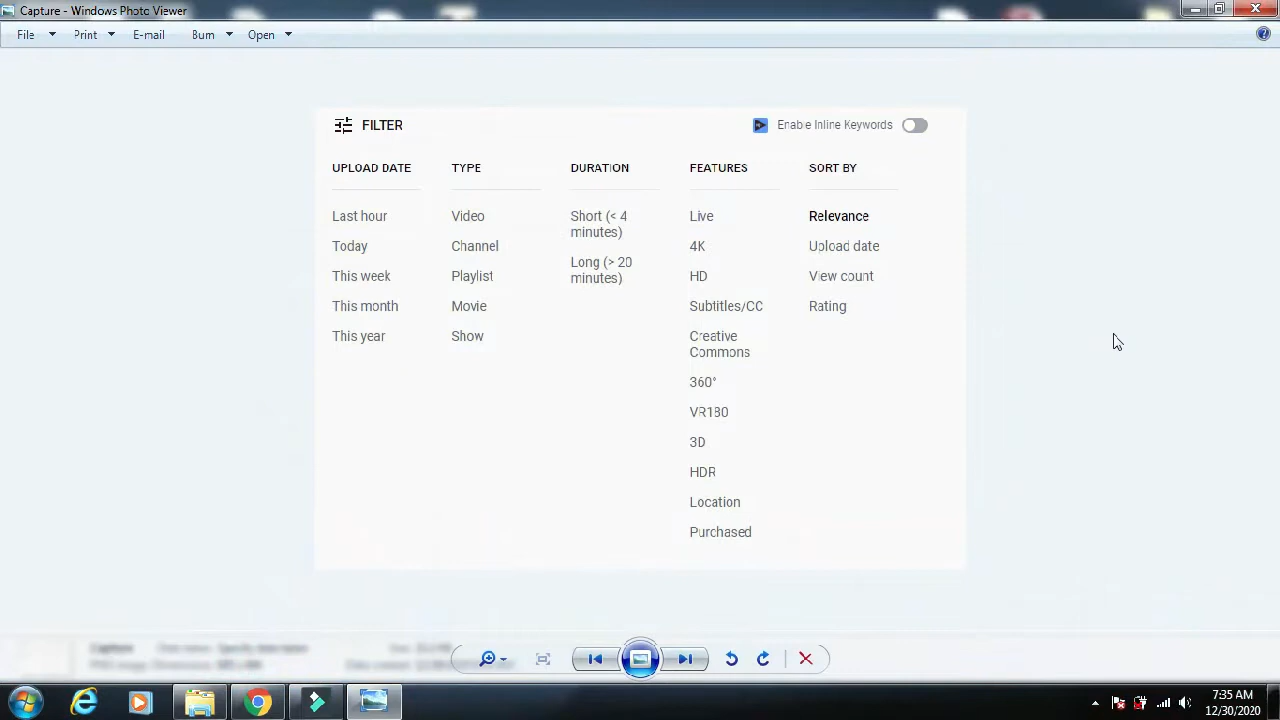 Capture - Windows Photo Viewer
File Print E-mail Burn Open
FILTER
Enable Inline Keywords
UPLOAD DATE TYPE DURATION FEATURES SORT BY
Last hour Video Short (< 4 Live Relevance
minutes)
Today Channel 4K Upload date
Long (> 20
This week Playlist minutes) HD View count
This month Movie Subtitles/CC Rating
This year Show Creative
Commons
360°
VR180
3D
HDR
Location
Purchased
Capture
7:35 AM
12/30/2020